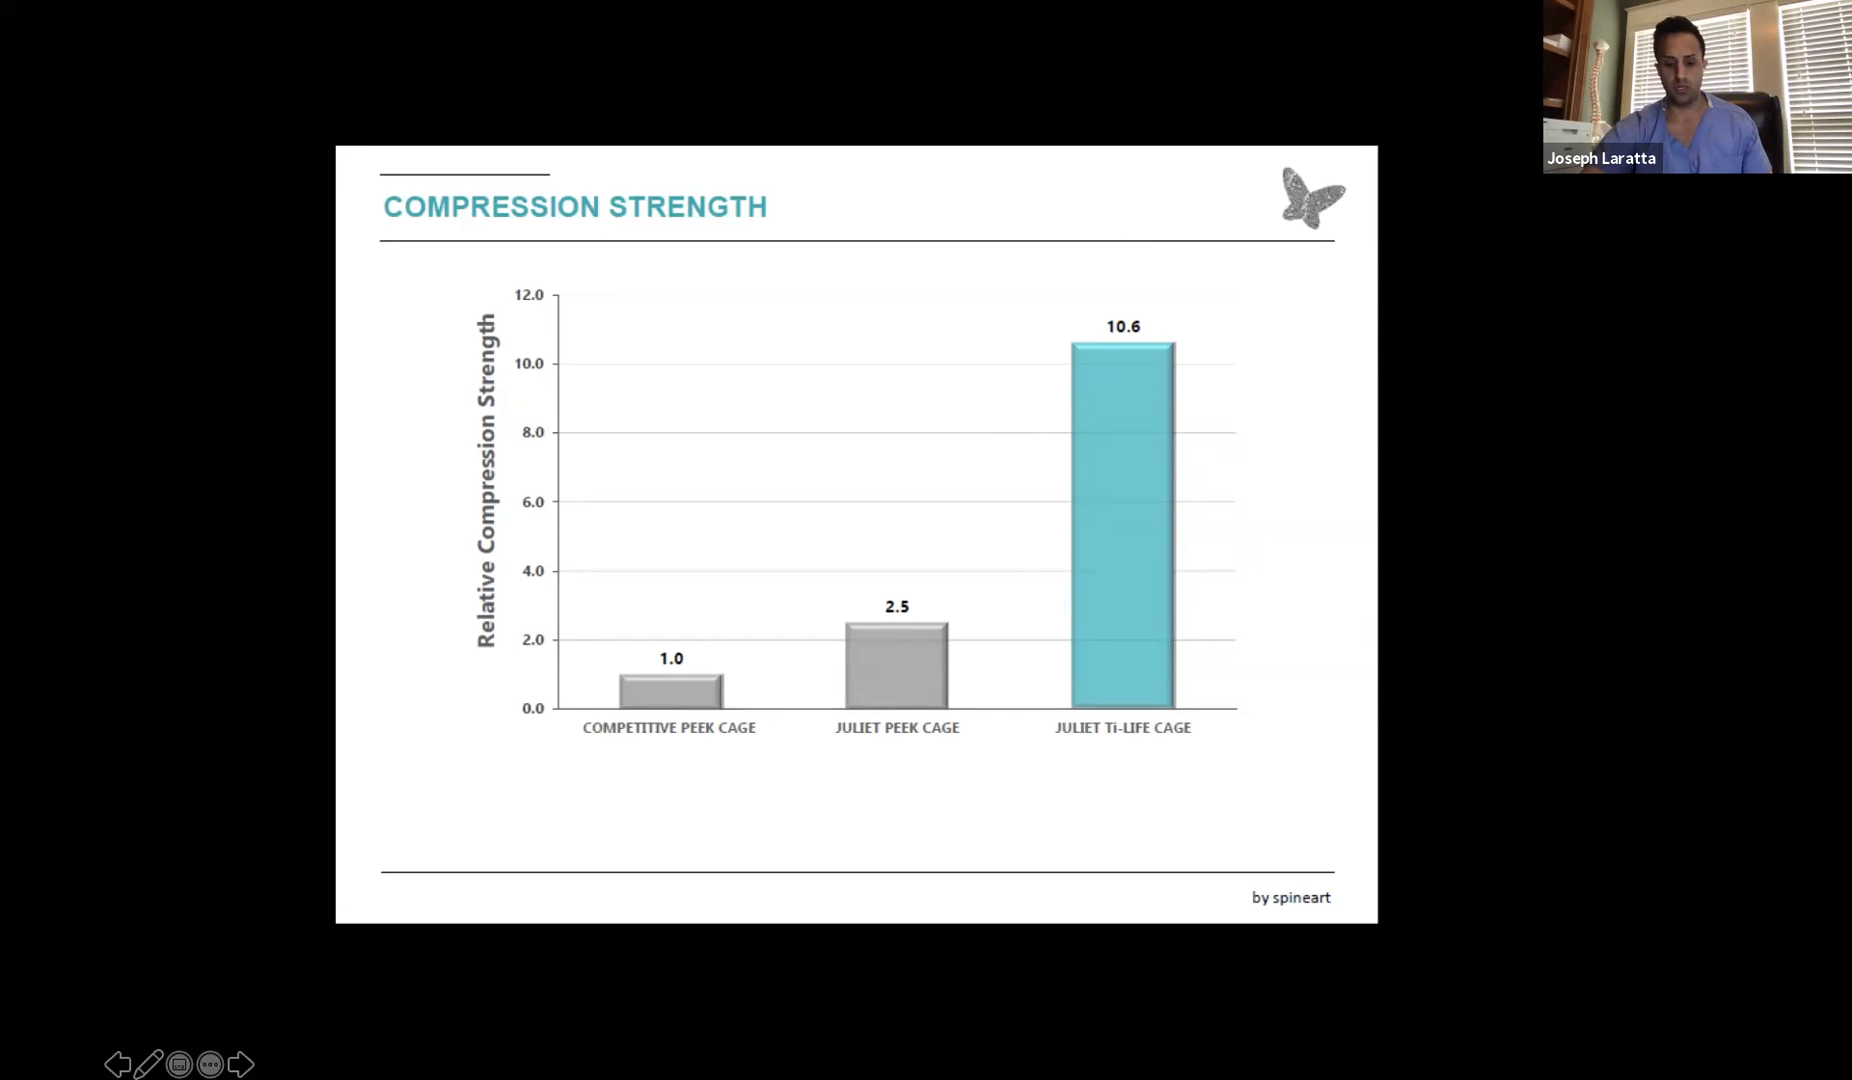 Joseph Laratta
COMPRESSION STRENGTH
Relative Compression Strength
12.0
10.0
8.0
6.0
4.0
2.0
0.0
1.0
2.5
10.6
COMPETITIVE PEEK CAGE
JULIET PEEK CAGE
JULIET Ti-LIFE CAGE
by spineart